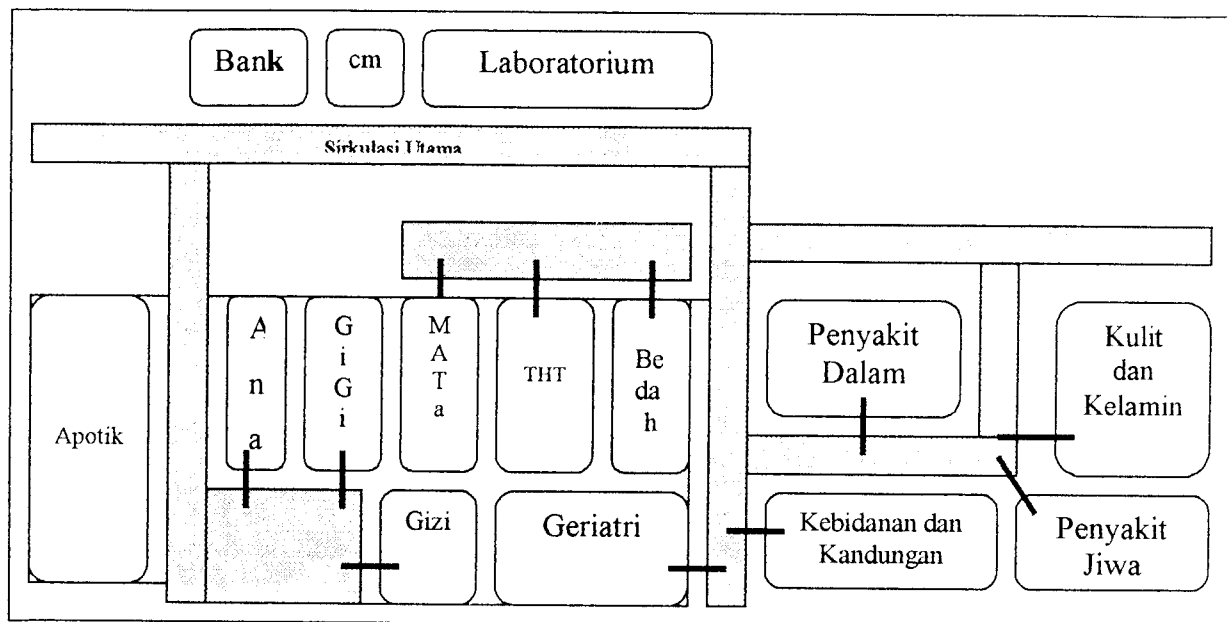 Bank
cm
Laboratorium
Sirkulasi Utama
A
n
a
G
i
G
i
M
A
T
a
THT
Be
da
h
Penyakit
Dalam
Kulit
dan
Kelamin
Apotik
Gizi
Geriatri
Kebidanan dan
Kandungan
Penyakit
Jiwa